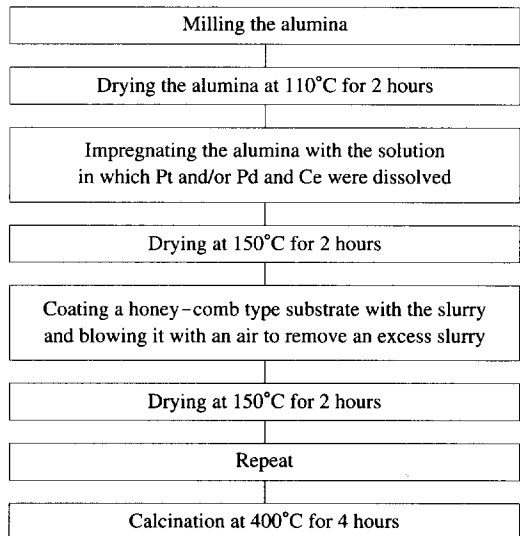 Milling the alumina
Drying the alumina at 110°C for 2 hours
Impregnating the alumina with the solution
in which Pt and/or Pd and Ce were dissolved
Drying at 150°C for 2 hours
Coating a honey-comb type substrate with the slurry
and blowing it with an air to remove an excess slurry
Drying at 150°C for 2 hours
Repeat
Calcination at 400°C for 4 hours